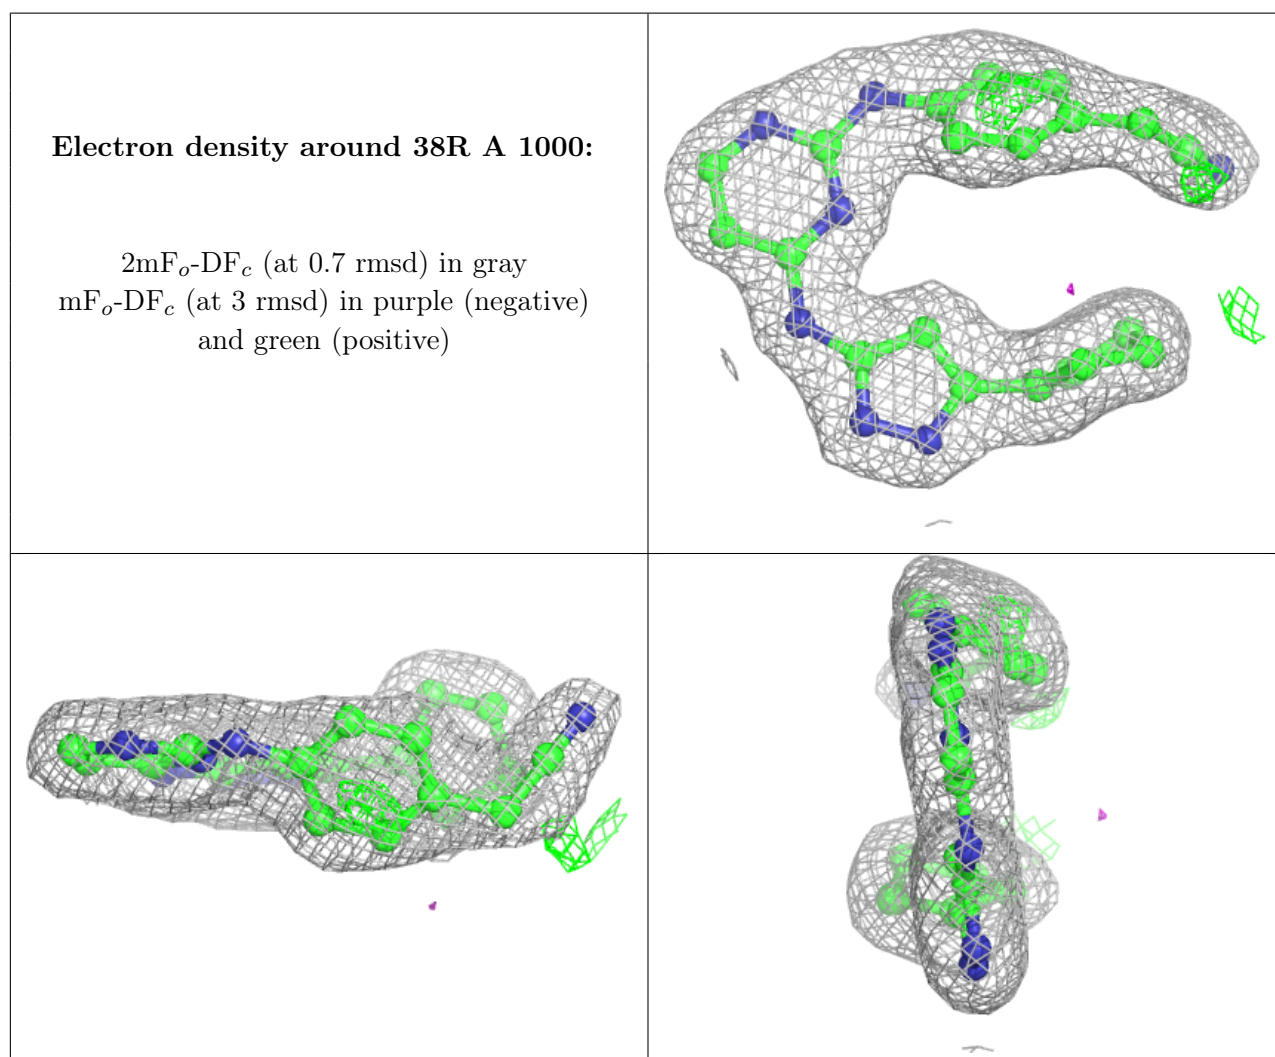 Electron density around 38R A 1000:
2mFₒ-DF𝒸 (at 0.7 rmsd) in gray
mFₒ-DF𝒸 (at 3 rmsd) in purple (negative)
and green (positive)